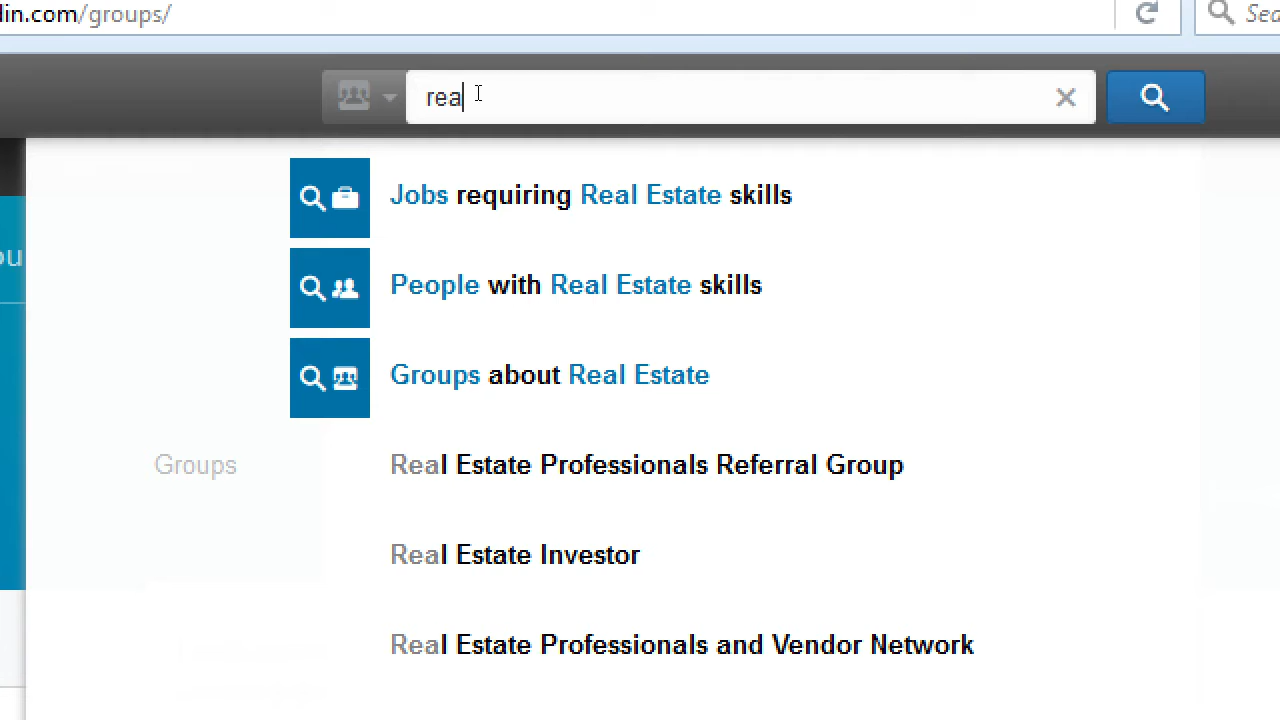 lin.com/groups/
Sea
rea
Jobs requiring Real Estate skills
ou
People with Real Estate skills
Groups about Real Estate
Groups
Real Estate Professionals Referral Group
Real Estate Investor
Real Estate Professionals and Vendor Network